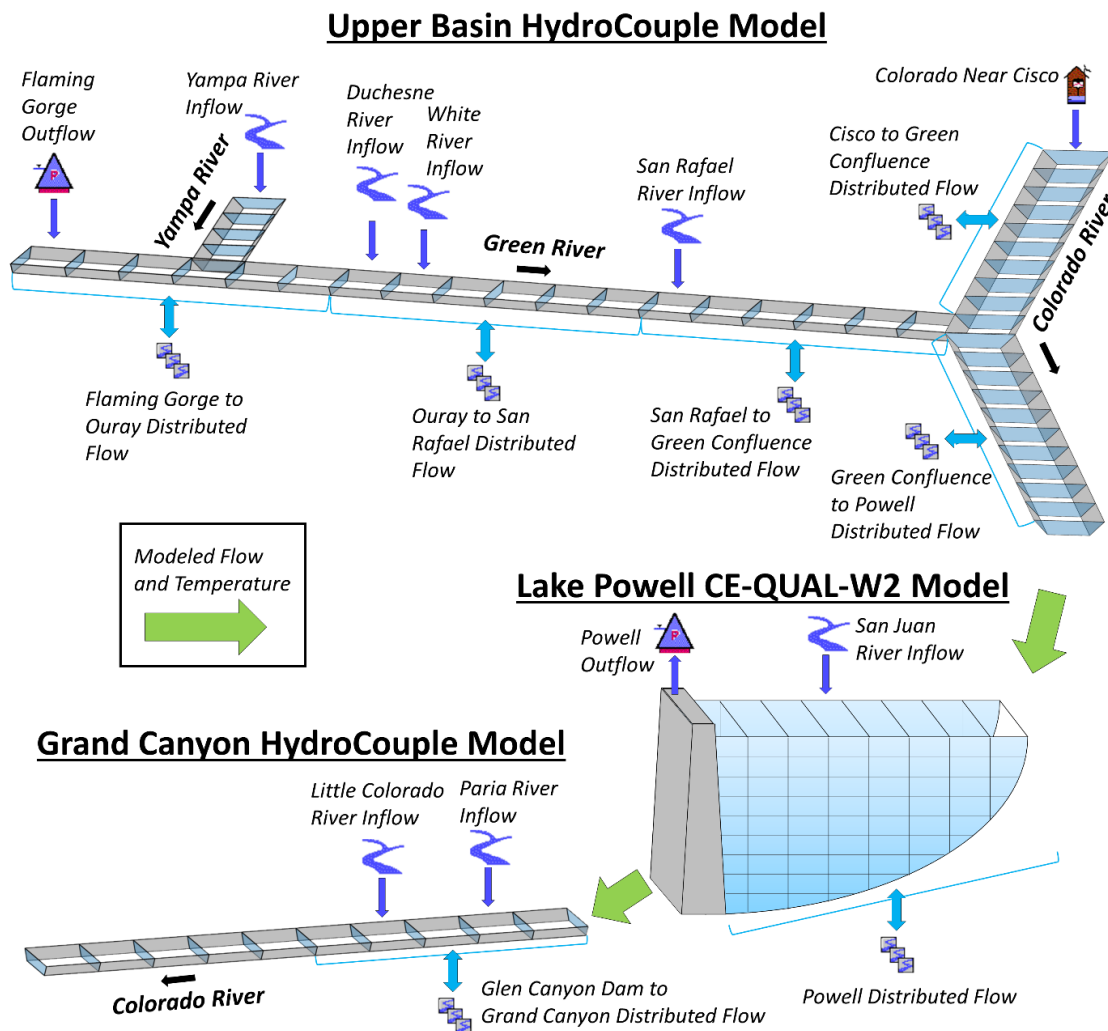 Upper Basin HydroCouple Model
Flaming
Gorge
Outflow
Yampa River
Inflow
Duchesne
River
Inflow
White
River
Inflow
San Rafael
River Inflow
Colorado Near Cisco
Cisco to Green
Confluence
Distributed Flow
P
Yampa River
Green River
Colorado River
Flaming Gorge to
Ouray Distributed
Flow
Ouray to San
Rafael Distributed
Flow
San Rafael to
Green Confluence
Distributed Flow
Green Confluence
to Powell
Distributed Flow
Modeled Flow
and Temperature
Lake Powell CE-QUAL-W2 Model
Powell
Outflow
P
San Juan
River Inflow
Grand Canyon HydroCouple Model
Little Colorado
River Inflow
Paria River
Inflow
Colorado River
Glen Canyon Dam to
Grand Canyon Distributed Flow
Powell Distributed Flow